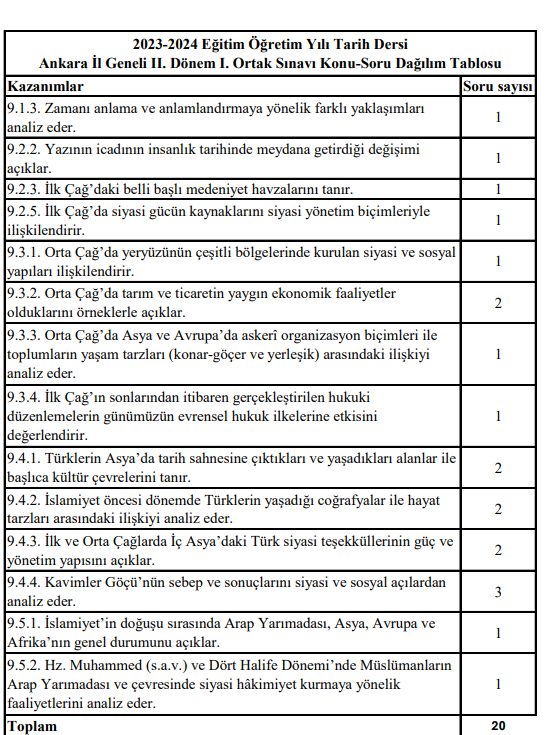 2023-2024 Eğitim Öğretim Yılı Tarih Dersi
Ankara İl Geneli II. Dönem I. Ortak Sınavı Konu-Soru Dağılım Tablosu
Kazanımlar Soru sayısı
9.1.3. Zamanı anlama ve anlamlandırmaya yönelik farklı yaklaşımları
analiz eder. 1
9.2.2. Yazının icadının insanlık tarihinde meydana getirdiği değişimi
açıklar. 1
9.2.3. İlk Çağ’daki belli başlı medeniyet havzalarını tanır. 1
9.2.5. İlk Çağ’da siyasi gücün kaynaklarını siyasi yönetim biçimleriyle
ilişkilendirir. 1
9.3.1. Orta Çağ’da yeryüzünün çeşitli bölgelerinde kurulan siyasi ve sosyal
yapıları ilişkilendirir. 1
9.3.2. Orta Çağ’da tarım ve ticaretin yaygın ekonomik faaliyetler
olduklarını örneklerle açıklar. 2
9.3.3. Orta Çağ’da Asya ve Avrupa’da askerî organizasyon biçimleri ile
toplumların yaşam tarzları (konar-göçer ve yerleşik) arasındaki ilişkiyi
analiz eder. 1
9.3.4. İlk Çağ’ın sonlarından itibaren gerçekleştirilen hukuki
düzenlemelerin günümüzün evrensel hukuk ilkelerine etkisini
değerlendirir. 1
9.4.1. Türklerin Asya’da tarih sahnesine çıktıkları ve yaşadıkları alanlar ile
başlıca kültür çevrelerini tanır. 2
9.4.2. İslamiyet öncesi dönemde Türklerin yaşadığı coğrafyalar ile hayat
tarzları arasındaki ilişkiyi analiz eder. 2
9.4.3. İlk ve Orta Çağlarda İç Asya’daki Türk siyasi teşekküllerinin güç ve
yönetim yapısını açıklar. 2
9.4.4. Kavimler Göçü’nün sebep ve sonuçlarını siyasi ve sosyal açılardan
analiz eder. 3
9.5.1. İslamiyet’in doğuşu sırasında Arap Yarımadası, Asya, Avrupa ve
Afrika’nın genel durumunu açıklar. 1
9.5.2. Hz. Muhammed (s.a.v.) ve Dört Halife Dönemi’nde Müslümanların
Arap Yarımadası ve çevresinde siyasi hâkimiyet kurmaya yönelik
faaliyetlerini analiz eder. 1
Toplam 20